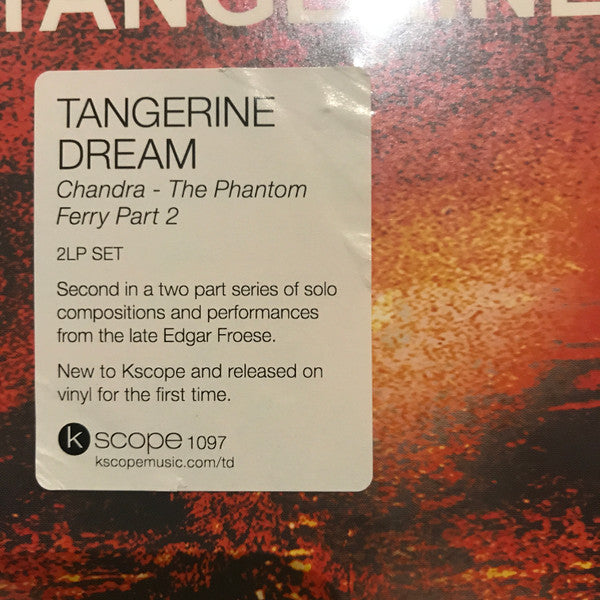 TANGERINE
TANGERINE
DREAM
Chandra - The Phantom
Ferry Part 2
2LP SET
Second in a two part series of solo
compositions and performances
from the late Edgar Froese.
New to Kscope and released on
vinyl for the first time.
kscope 1097
kscopemusic.com/td